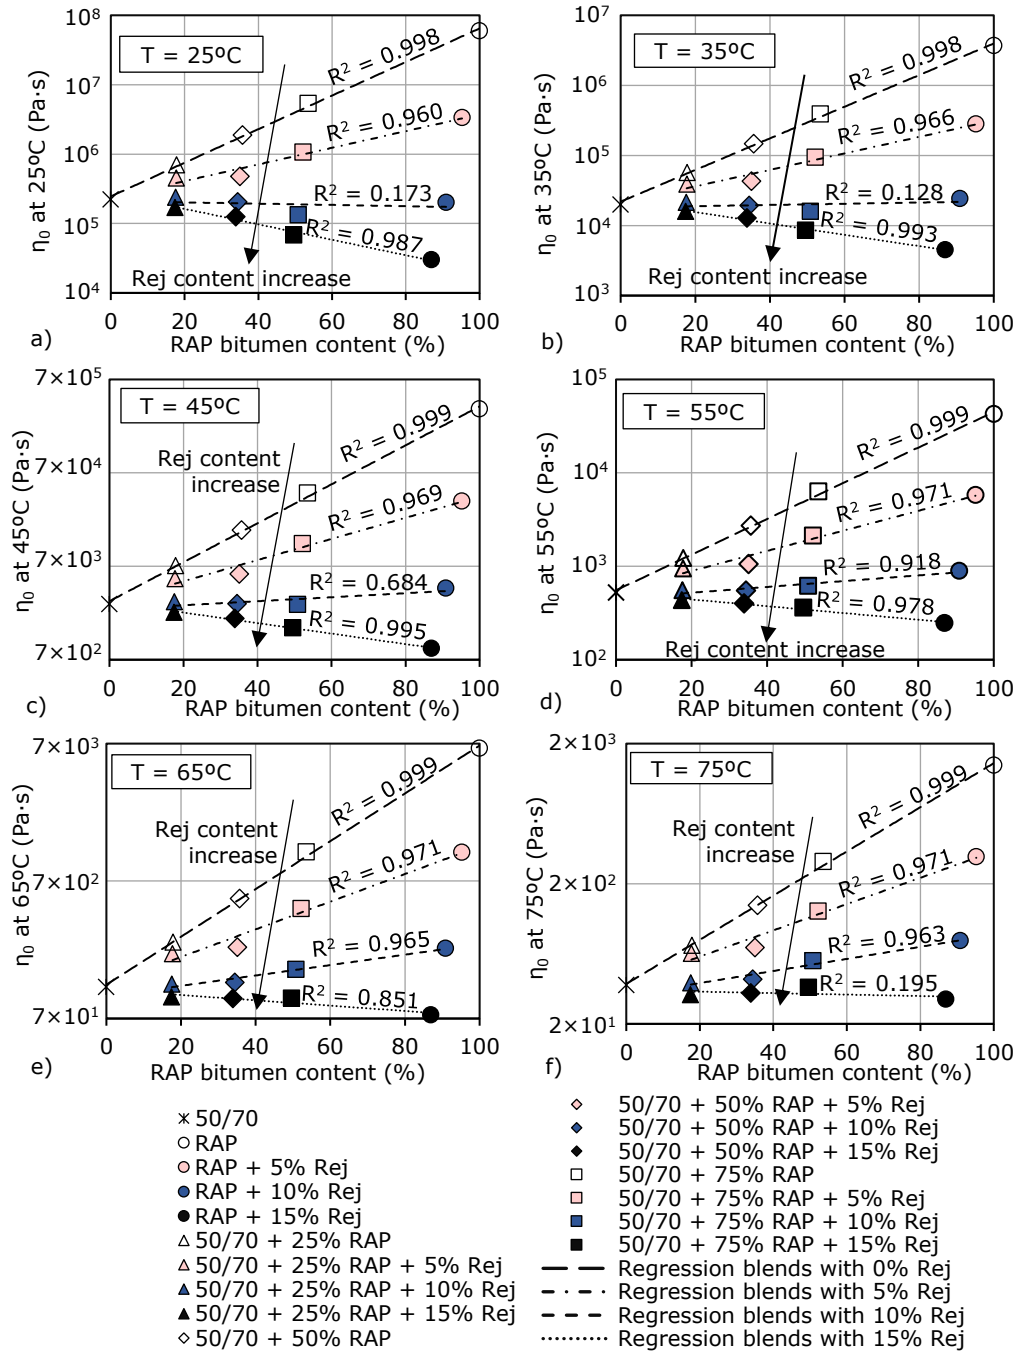 10⁸
10⁷
10⁶
10⁵
10⁴
η₀ at 25ºC (Pa·s)
T = 25ºC
R² = 0.998
R² = 0.960
R² = 0.173
R² = 0.987
Rej content increase
0 20 40 60 80 100
a) RAP bitumen content (%)
10⁷
10⁶
10⁵
10⁴
10³
η₀ at 35ºC (Pa·s)
T = 35ºC
R² = 0.998
R² = 0.966
R² = 0.128
R² = 0.993
Rej content increase
0 20 40 60 80 100
b) RAP bitumen content (%)
7×10⁵
7×10⁴
7×10³
7×10²
η₀ at 45ºC (Pa·s)
T = 45ºC
Rej content
increase
R² = 0.999
R² = 0.969
R² = 0.684
R² = 0.995
0 20 40 60 80 100
c) RAP bitumen content (%)
10⁵
10⁴
10³
10²
η₀ at 55ºC (Pa·s)
T = 55ºC
R² = 0.999
R² = 0.971
R² = 0.918
R² = 0.978
Rej content increase
0 20 40 60 80 100
d) RAP bitumen content (%)
7×10³
7×10²
7×10¹
η₀ at 65ºC (Pa·s)
T = 65ºC
Rej content
increase
R² = 0.999
R² = 0.971
R² = 0.965
R² = 0.851
0 20 40 60 80 100
e) RAP bitumen content (%)
2×10³
2×10²
2×10¹
η₀ at 75ºC (Pa·s)
T = 75ºC
Rej content
increase
R² = 0.999
R² = 0.971
R² = 0.963
R² = 0.195
0 20 40 60 80 100
f) RAP bitumen content (%)
50/70
RAP
RAP + 5% Rej
RAP + 10% Rej
RAP + 15% Rej
50/70 + 25% RAP
50/70 + 25% RAP + 5% Rej
50/70 + 25% RAP + 10% Rej
50/70 + 25% RAP + 15% Rej
50/70 + 50% RAP
50/70 + 50% RAP + 5% Rej
50/70 + 50% RAP + 10% Rej
50/70 + 50% RAP + 15% Rej
50/70 + 75% RAP
50/70 + 75% RAP + 5% Rej
50/70 + 75% RAP + 10% Rej
50/70 + 75% RAP + 15% Rej
Regression blends with 0% Rej
Regression blends with 5% Rej
Regression blends with 10% Rej
Regression blends with 15% Rej